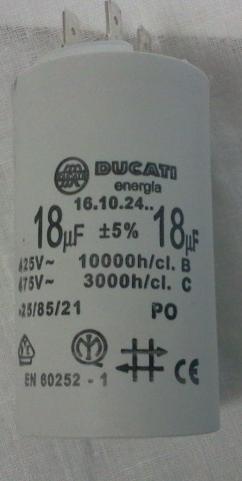 DUCATI
energia
16.10.24..
18µF ±5% 18µF
425V~ 10000h/cl. B
475V~ 3000h/cl. C
25/85/21 PO
CE
EN 60252 - 1